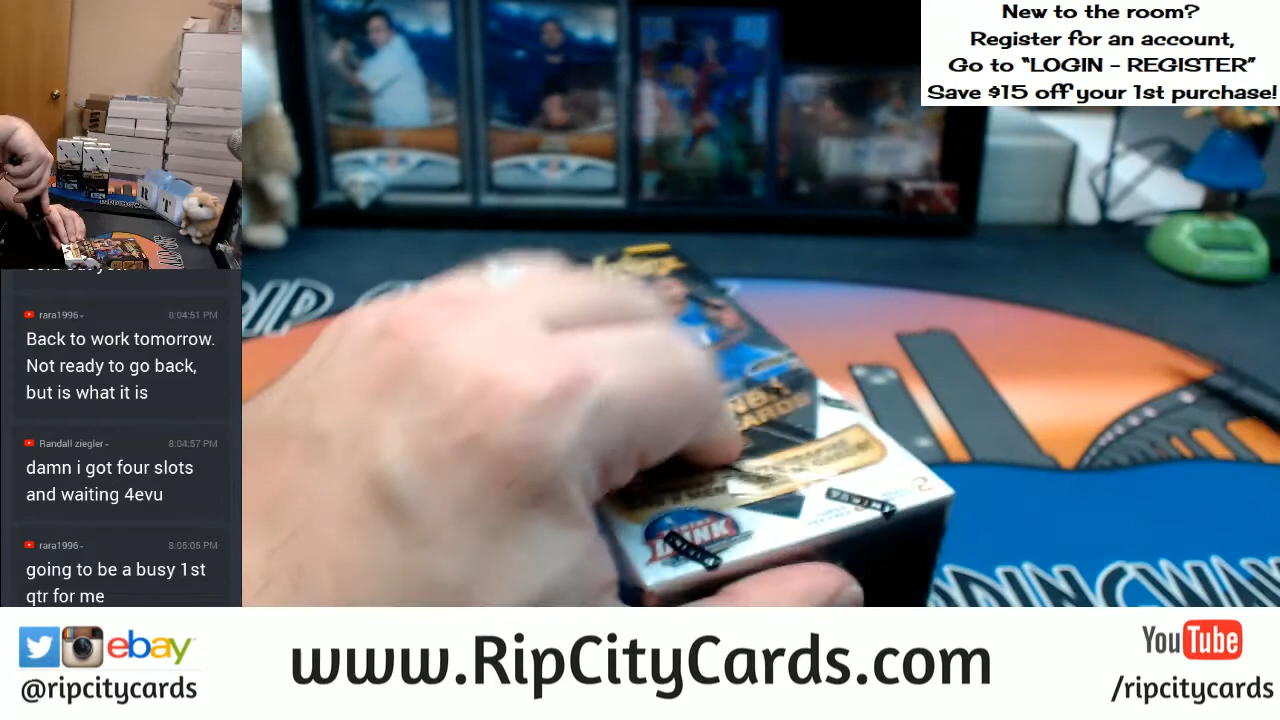 New to the room?
Register for an account,
Go to “LOGIN - REGISTER”
Save $15 off your 1st purchase!
R T
rara1996-
8:04:51 PM
Back to work tomorrow.
Not ready to go back,
but is what it is
Randall ziegler-
8:04:57 PM
damn i got four slots
and waiting 4evu
rara1996-
8:05:05 PM
going to be a busy 1st
qtr for me
RIP
NBA
CARDS
ebay
@ripcitycards
www.RipCityCards.com
YouTube
/ripcitycards